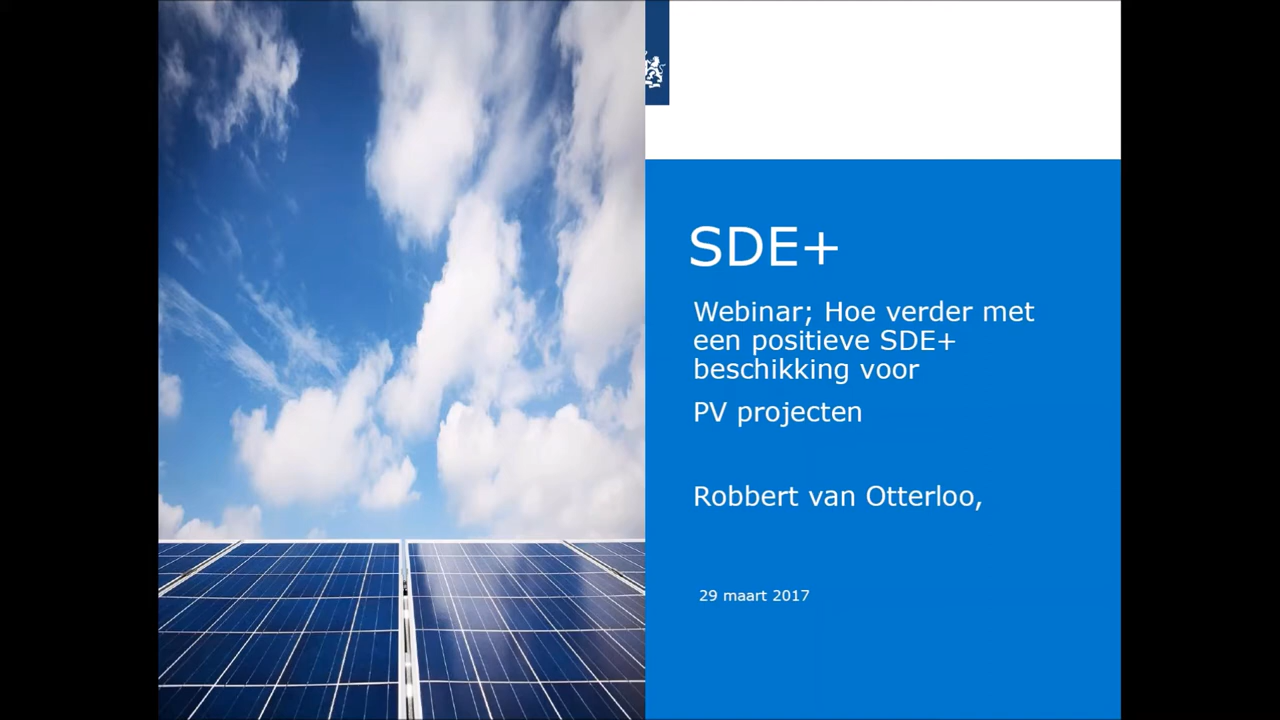 SDE+
Webinar; Hoe verder met
een positieve SDE+
beschikking voor
PV projecten
Robbert van Otterloo,
29 maart 2017